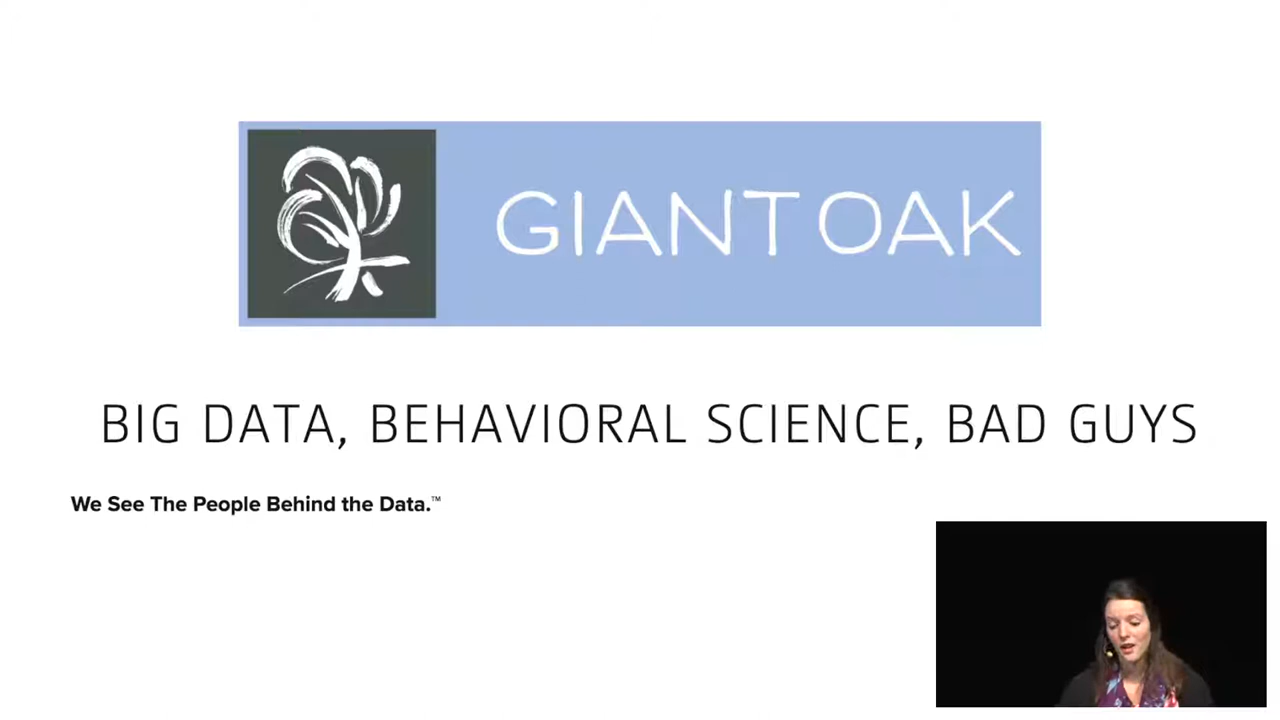 GIANT OAK
BIG DATA, BEHAVIORAL SCIENCE, BAD GUYS
We See The People Behind the Data.™